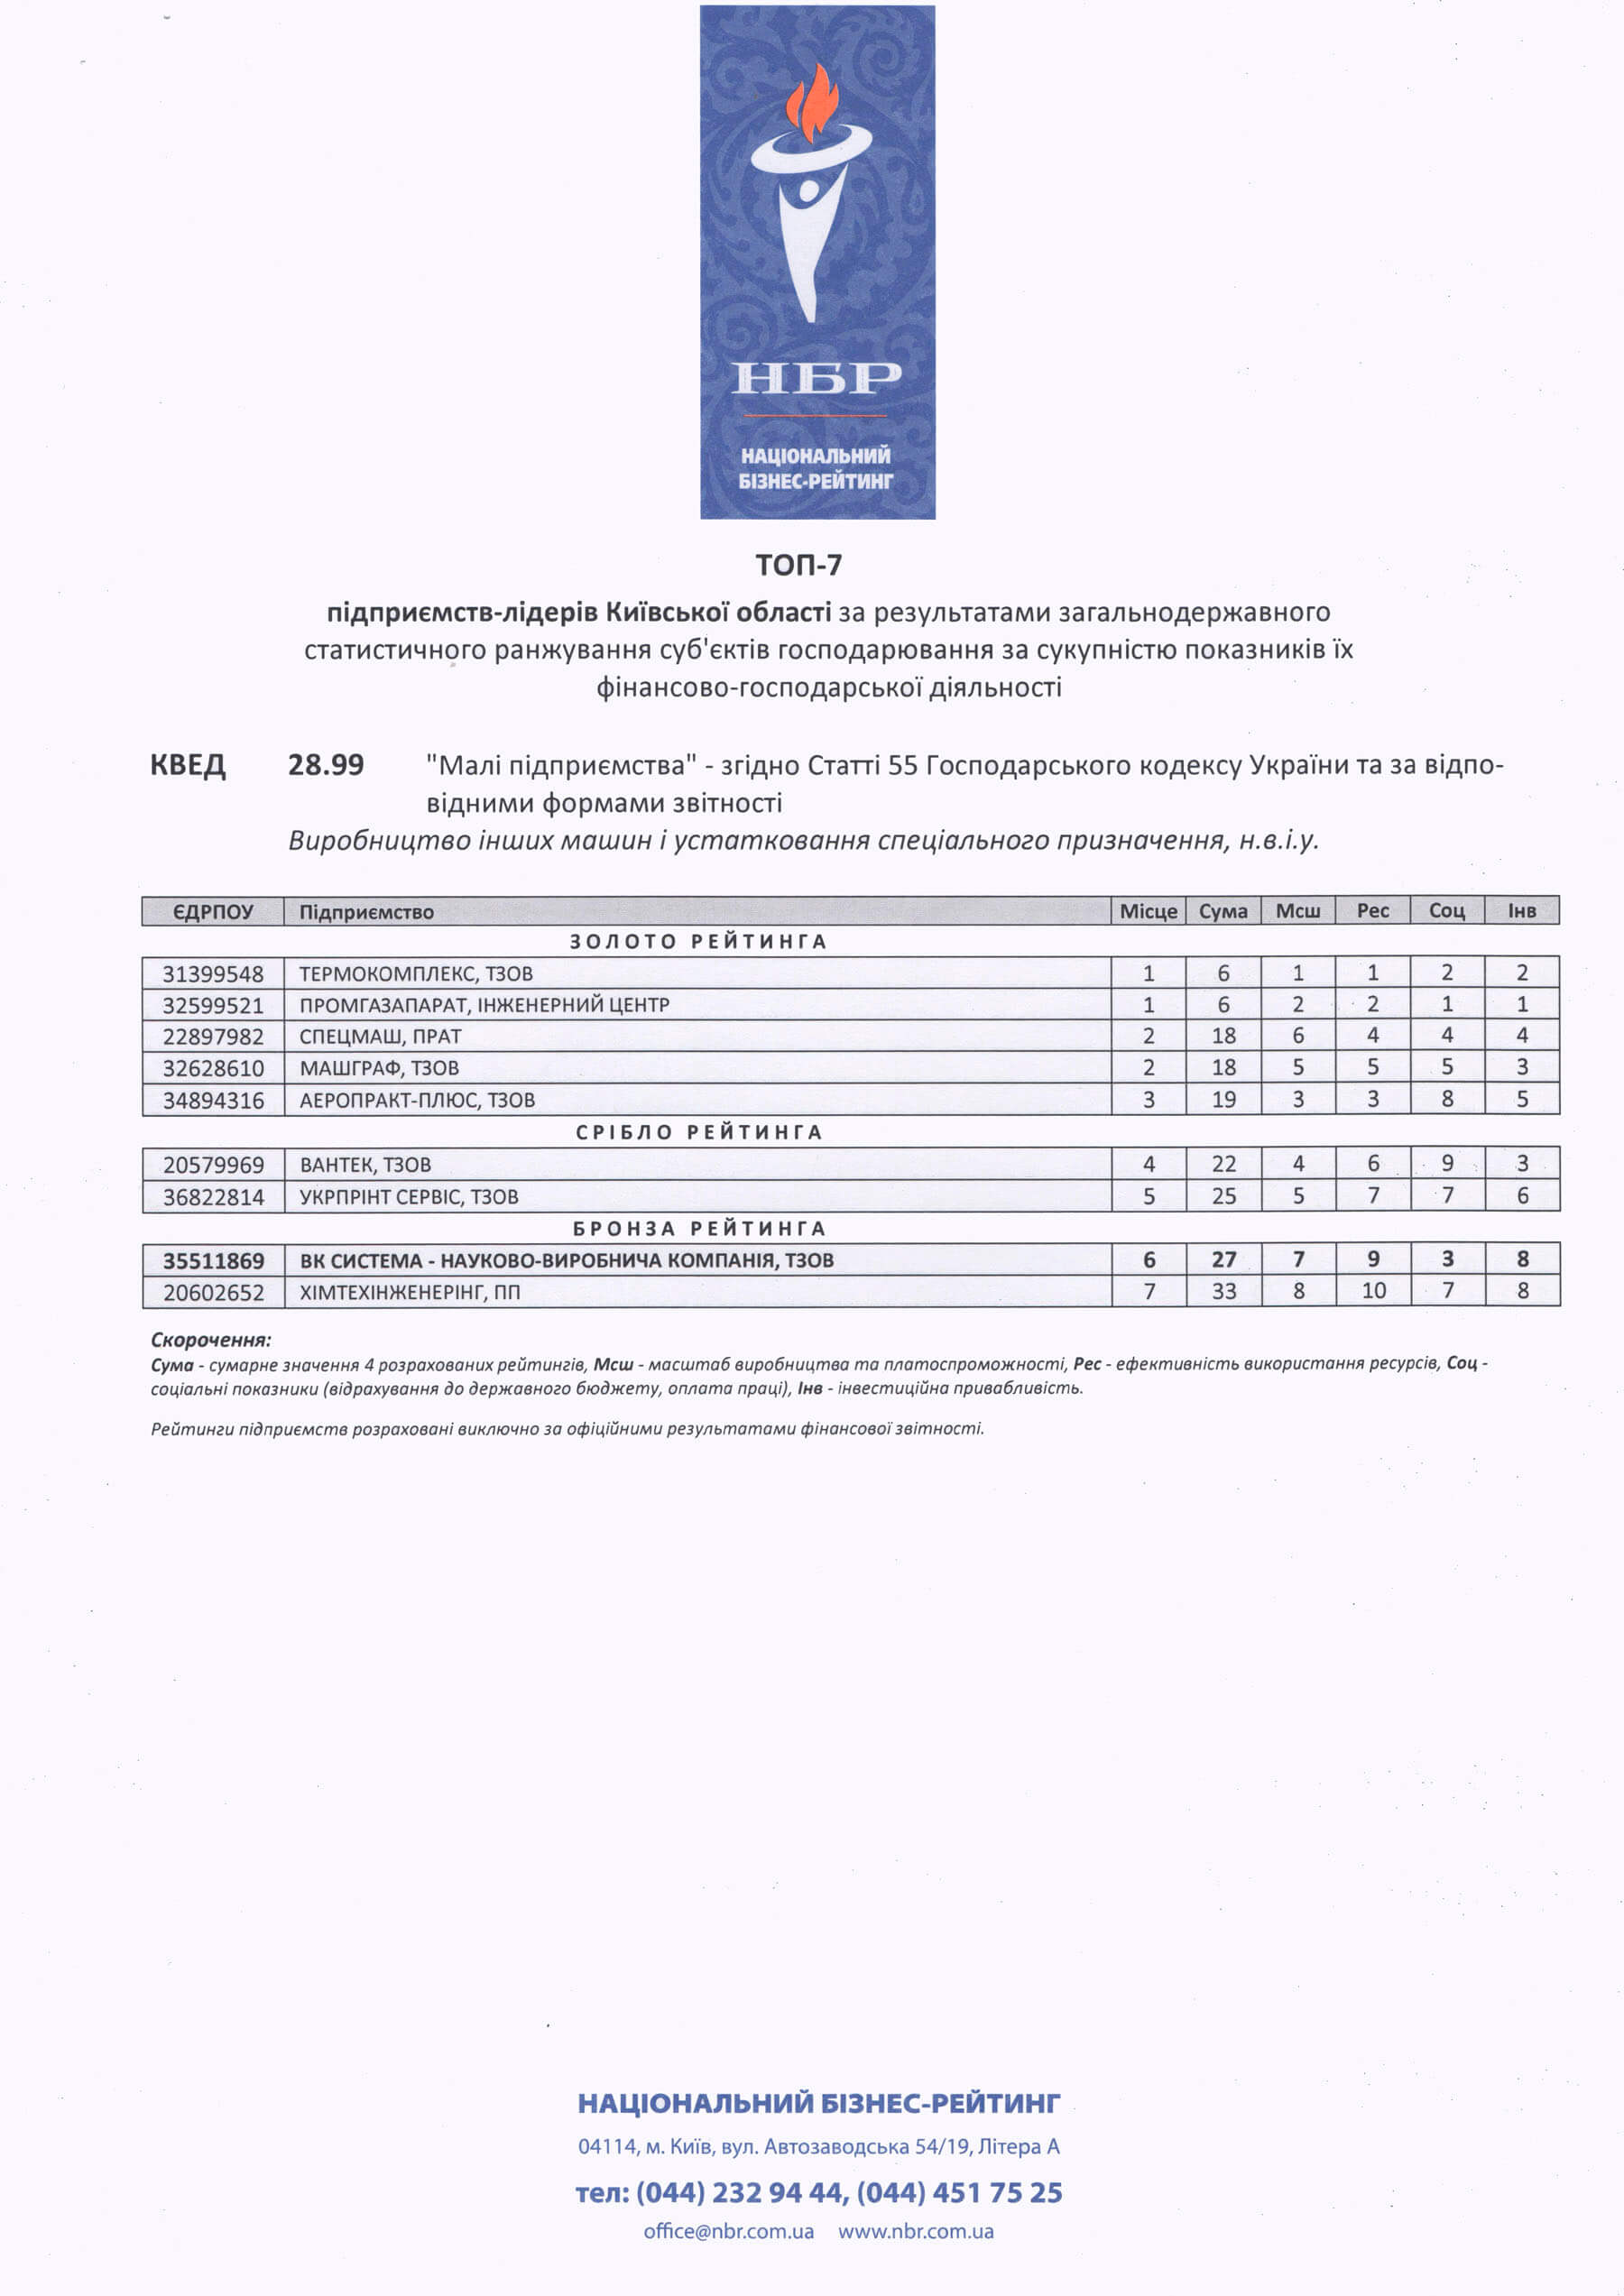 НБР
НАЦІОНАЛЬНИЙ
БІЗНЕС-РЕЙТИНГ
ТОП-7
підприємств-лідерів Київської області за результатами загальнодержавного
статистичного ранжування суб'єктів господарювання за сукупністю показників їх
фінансово-господарської діяльності
КВЕД 28.99 "Малі підприємства" - згідно Статті 55 Господарського кодексу України та за відпо-
відними формами звітності
Виробництво інших машин і устатковання спеціального призначення, н.в.і.у.
ЄДРПОУ Підприємство Місце Сума Мсш Рес Соц Інв
ЗОЛОТО РЕЙТИНГА
31399548 ТЕРМОКОМПЛЕКС, ТЗОВ 1 6 1 1 2 2
32599521 ПРОМГАЗАПАРАТ, ІНЖЕНЕРНИЙ ЦЕНТР 1 6 2 2 1 1
22897982 СПЕЦМАШ, ПРАТ 2 18 6 4 4 4
32628610 МАШГРАФ, ТЗОВ 2 18 5 5 5 3
34894316 АЕРОПРАКТ-ПЛЮС, ТЗОВ 3 19 3 3 8 5
СРІБЛО РЕЙТИНГА
20579969 ВАНТЕК, ТЗОВ 4 22 4 6 9 3
36822814 УКРПРІНТ СЕРВІС, ТЗОВ 5 25 5 7 7 6
БРОНЗА РЕЙТИНГА
35511869 ВК СИСТЕМА - НАУКОВО-ВИРОБНИЧА КОМПАНІЯ, ТЗОВ 6 27 7 9 3 8
20602652 ХІМТЕХІНЖЕНЕРІНГ, ПП 7 33 8 10 7 8
Скорочення:
Сума - сумарне значення 4 розрахованих рейтингів, Мсш - масштаб виробництва та платоспроможності, Рес - ефективність використання ресурсів, Соц -
соціальні показники (відрахування до державного бюджету, оплата праці), Інв - інвестиційна привабливість.
Рейтинги підприємств розраховані виключно за офіційними результатами фінансової звітності.
НАЦІОНАЛЬНИЙ БІЗНЕС-РЕЙТИНГ
04114, м. Київ, вул. Автозаводська 54/19, Літера А
тел: (044) 232 94 44, (044) 451 75 25
office@nbr.com.ua www.nbr.com.ua